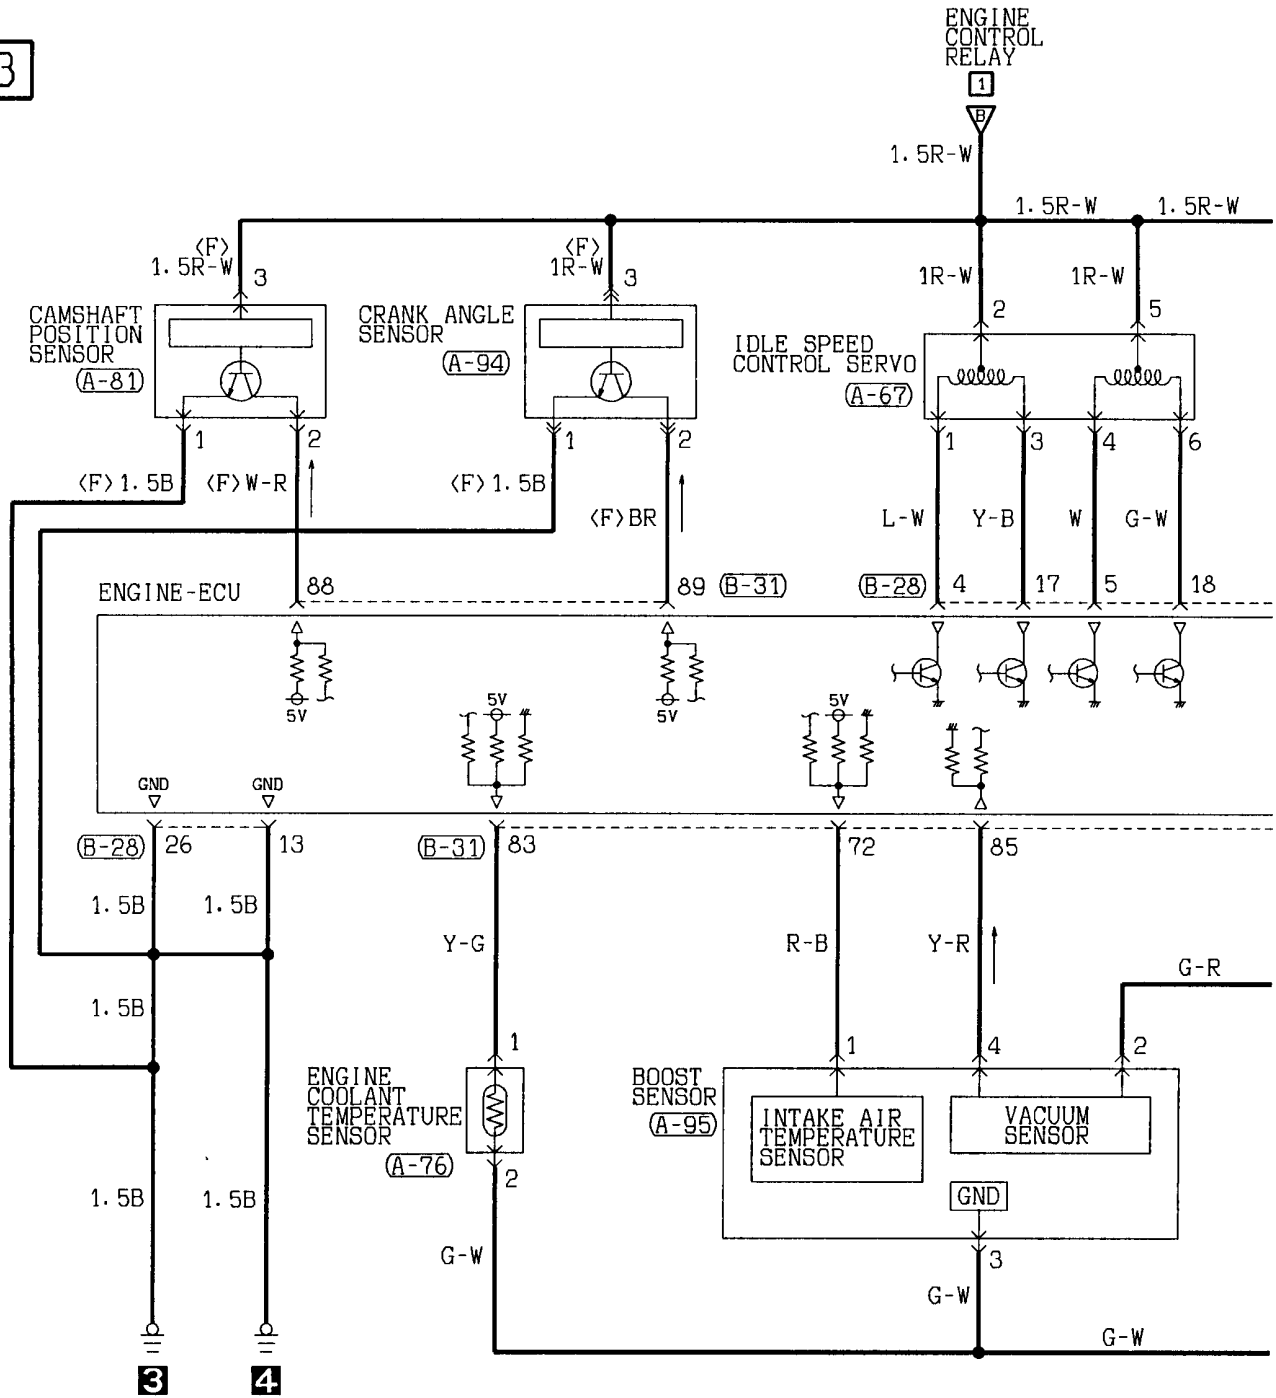 ENGINE
CONTROL
RELAY
3
1
B
1.5R-W
1.5R-W
1.5R-W
<F>
1.5R-W
3
<F>
1R-W
3
1R-W
2
1R-W
5
CAMSHAFT
POSITION
SENSOR
(A-81)
CRANK ANGLE
SENSOR
(A-94)
IDLE SPEED
CONTROL SERVO
(A-67)
1
2
1
2
1
3
4
6
<F>1.5B
<F>W-R
<F>1.5B
<F>BR
L-W
Y-B
W
G-W
ENGINE-ECU
88
89
(B-31)
(B-28)
4
17
5
18
5V
5V
5V
5V
GND
GND
(B-28)
26
13
(B-31)
83
72
85
1.5B
1.5B
Y-G
R-B
Y-R
G-R
1.5B
1
1
4
2
ENGINE
COOLANT
TEMPERATURE
SENSOR
(A-76)
BOOST
SENSOR
(A-95)
INTAKE AIR
TEMPERATURE
SENSOR
VACUUM
SENSOR
2
1.5B
1.5B
GND
G-W
3
G-W
G-W
3
4